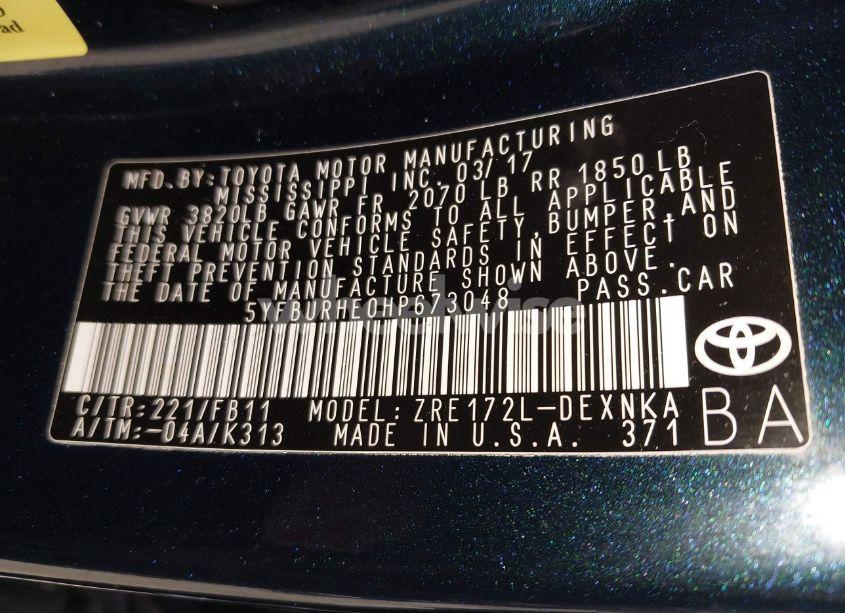 ad
MFD. BY: TOYOTA MOTOR MANUFACTURING
MISSISSIPPI INC. 03/17
GVWR 3820LB GAWR FR 2070 LB RR 1850 LB
THIS VEHICLE CONFORMS TO ALL APPLICABLE
FEDERAL MOTOR VEHICLE SAFETY, BUMPER, AND
THEFT PREVENTION STANDARDS IN EFFECT ON
THE DATE OF MANUFACTURE SHOWN ABOVE.
5YFBURHE0HP673048 PASS. CAR
C/TR: 221/FB11 MODEL: ZRE172L-DEXNKA
A/TM: -04A/K313 MADE IN U.S.A. 371
BA